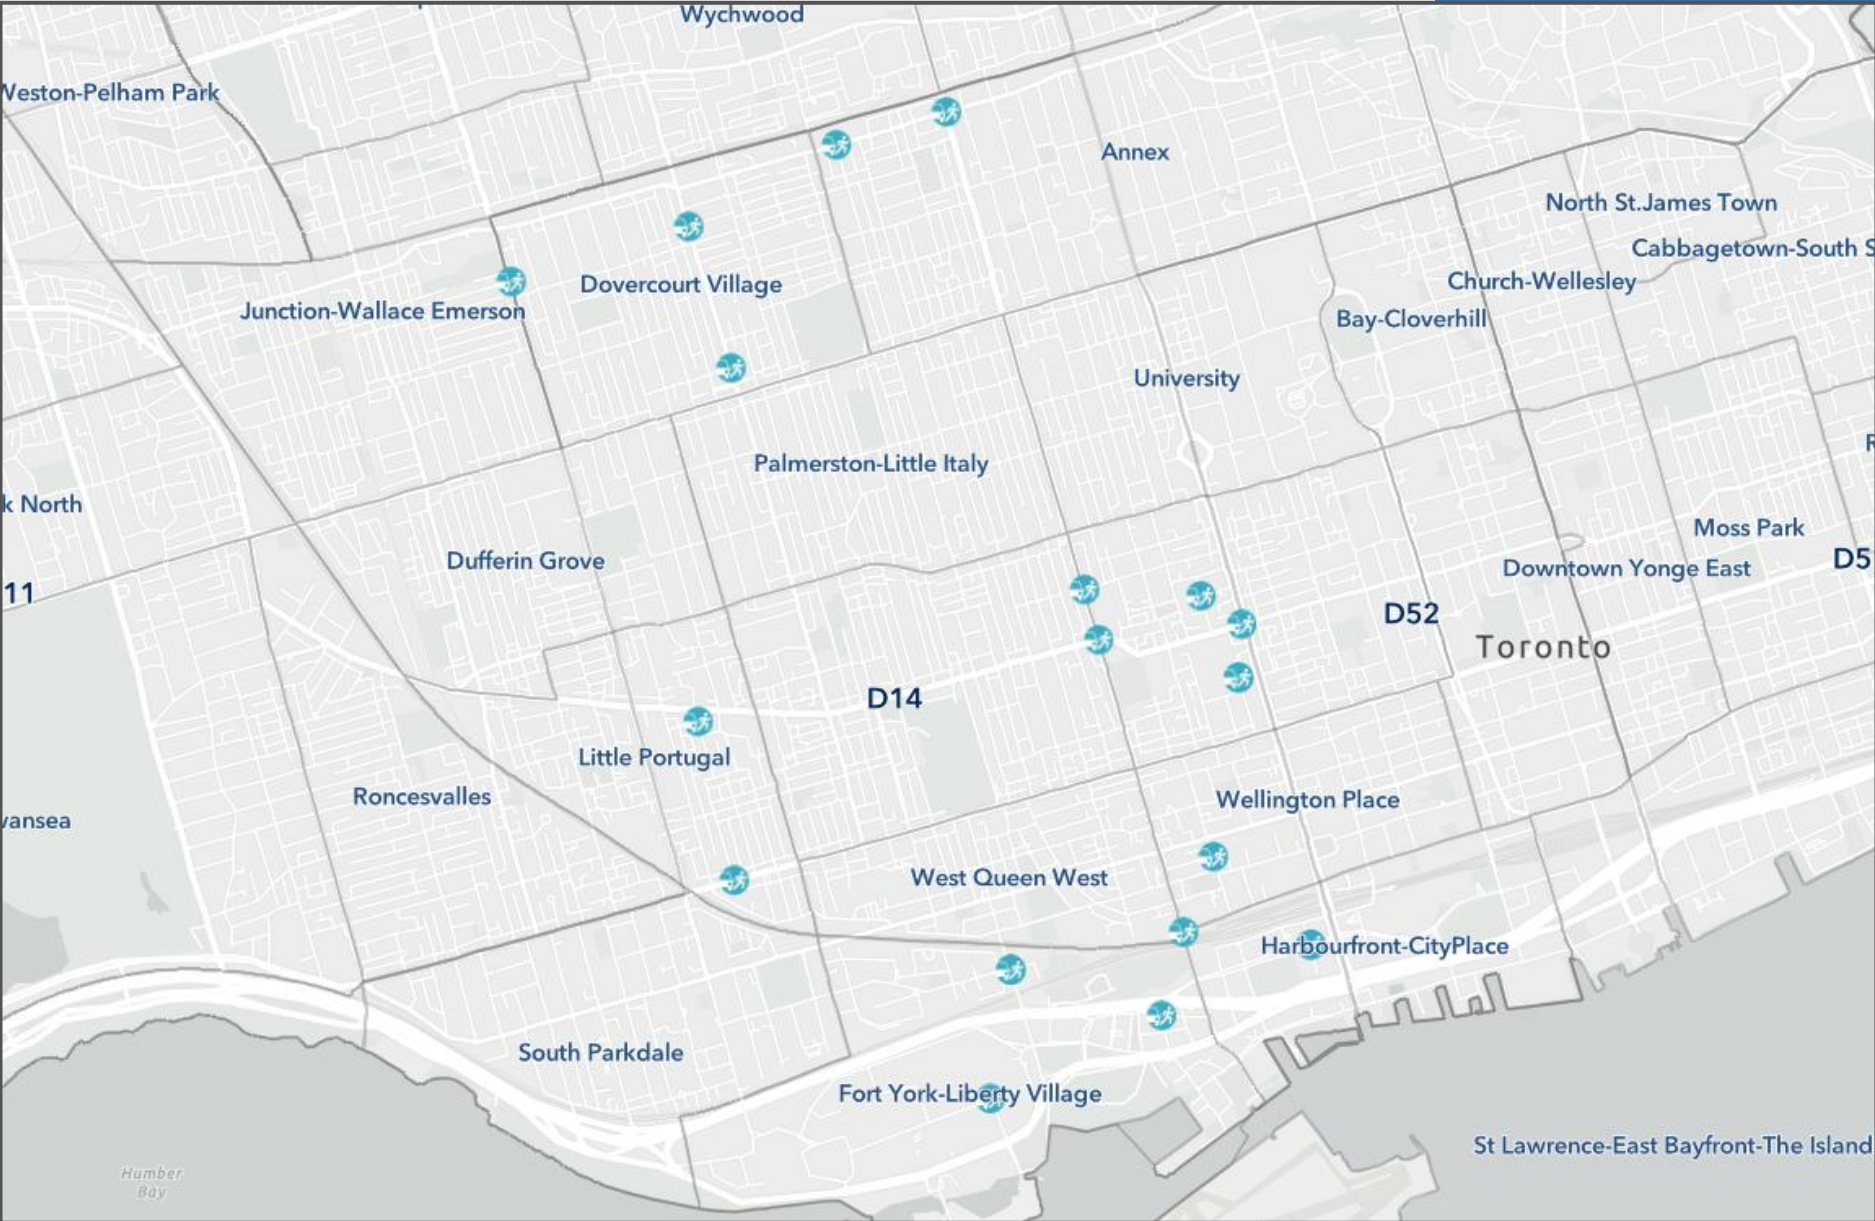 Wychwood
Weston-Pelham Park
Annex
North St.James Town
Cabbagetown-South S
Church-Wellesley
Dovercourt Village
Junction-Wallace Emerson
Bay-Cloverhill
University
Palmerston-Little Italy
k North
Moss Park
Dufferin Grove
Downtown Yonge East
D5
11
D52
Toronto
D14
Little Portugal
Roncesvalles
Wellington Place
vansea
West Queen West
Harbourfront-CityPlace
South Parkdale
Fort York-Liberty Village
St Lawrence-East Bayfront-The Island
Humber
Bay